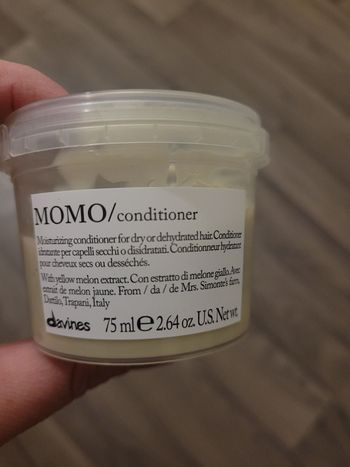 MOMO/conditioner
Moisturizing conditioner for dry or dehydrated hair. Conditioner
idratante per capelli secchi o disidratati. Conditionneur hydratant
pour cheveux secs ou desséchés.
With yellow melon extract. Con estratto di melone giallo. Avec
extrait de melon jaune. From / da / de Mrs. Simonte's farm,
Dattilo, Trapani, Italy
davines 75 ml e 2.64 oz. U.S. Net wt.